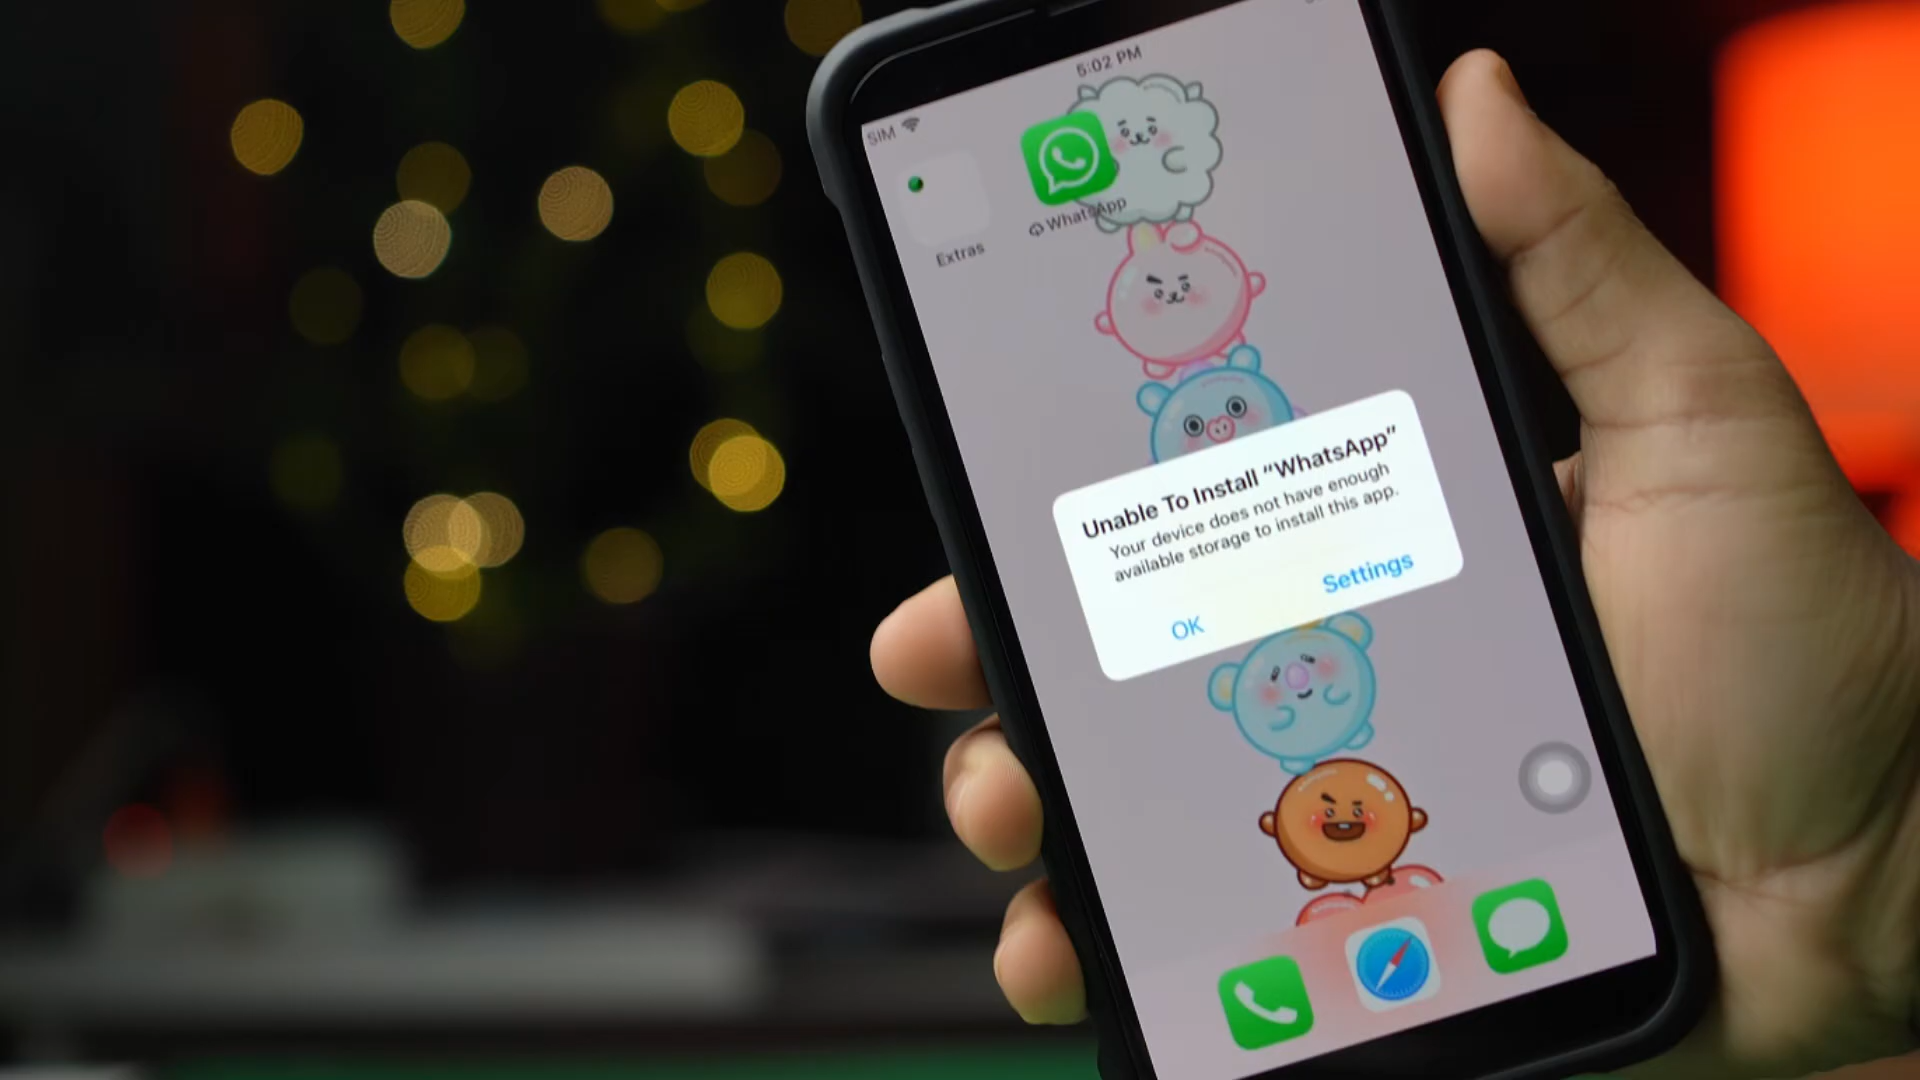 5:02 PM
SIM
Extras
WhatsApp
Unable To Install “WhatsApp”
Your device does not have enough
available storage to install this app.
OK
Settings